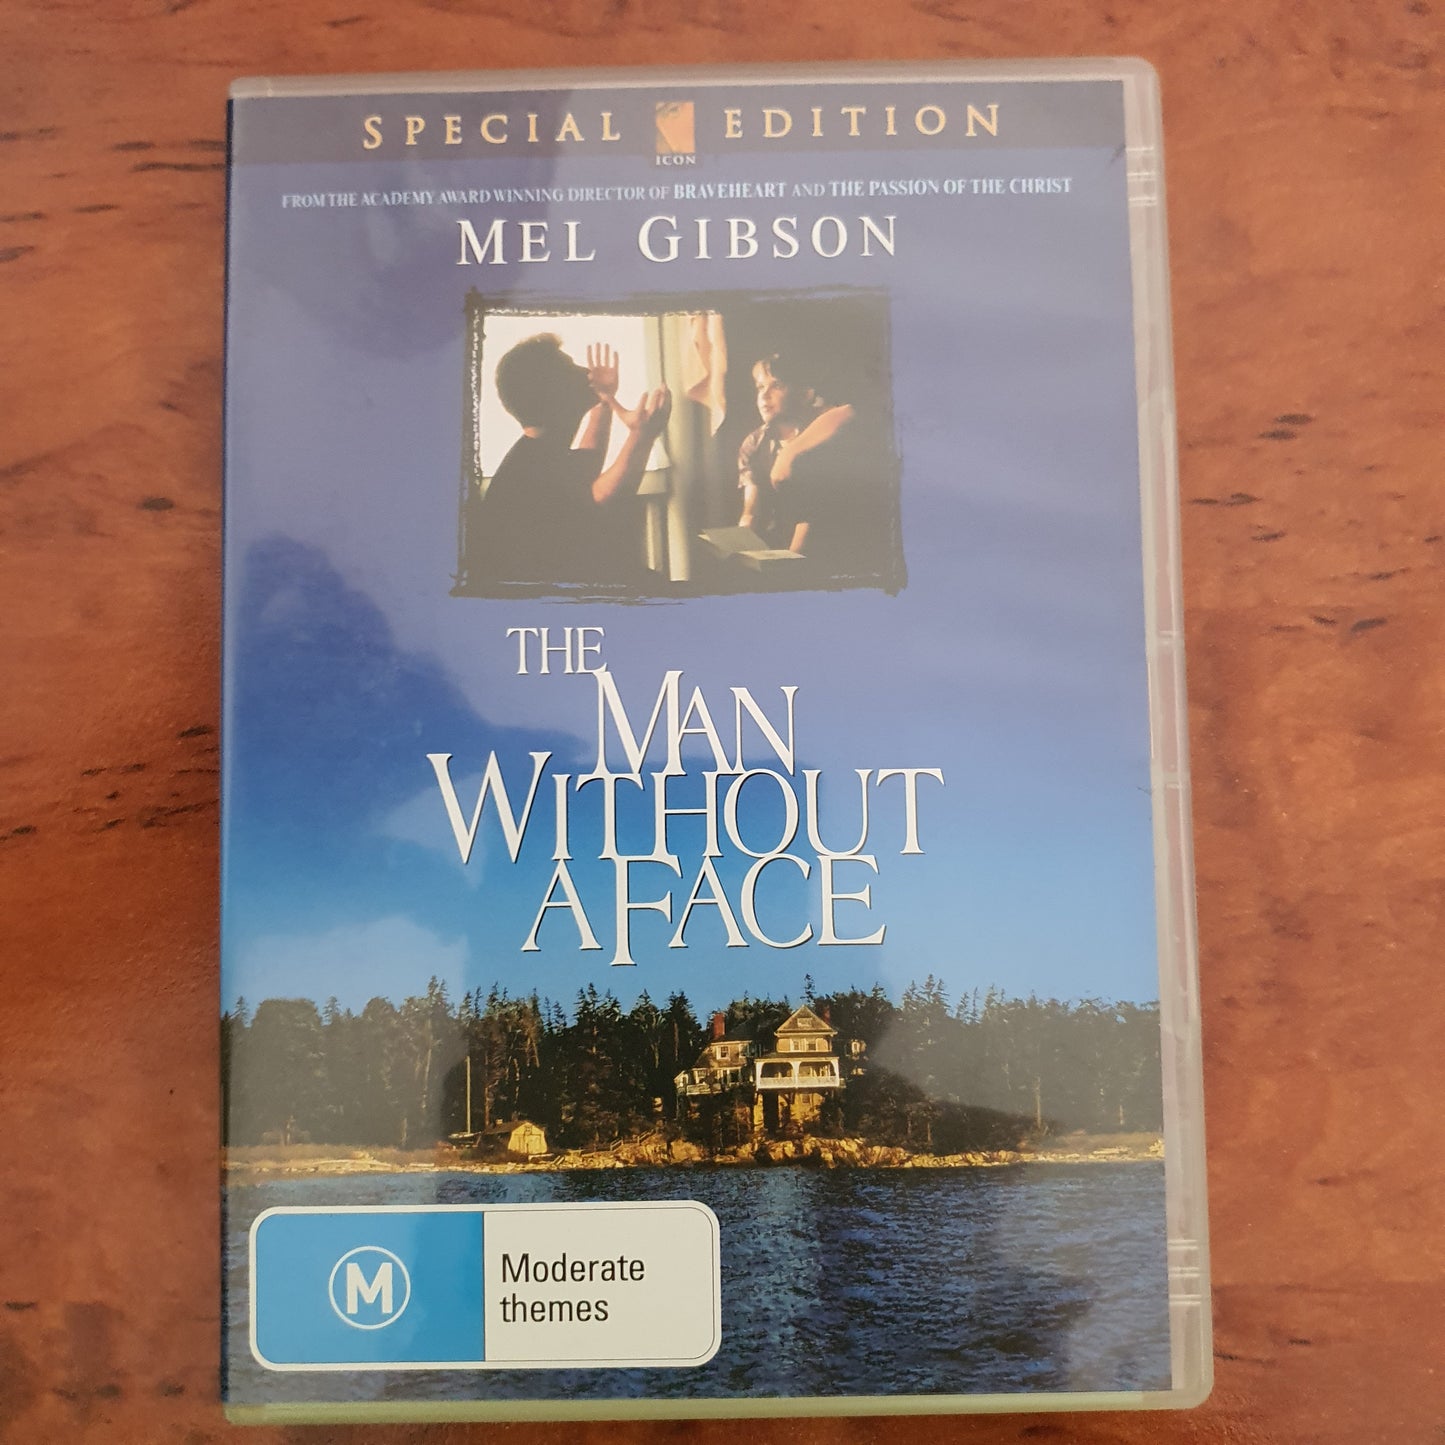 SPECIAL EDITION
ICON
FROM THE ACADEMY AWARD WINNING DIRECTOR OF BRAVEHEART AND THE PASSION OF THE CHRIST
MEL GIBSON
THE
MAN
WITHOUT
A FACE
M
Moderate
themes